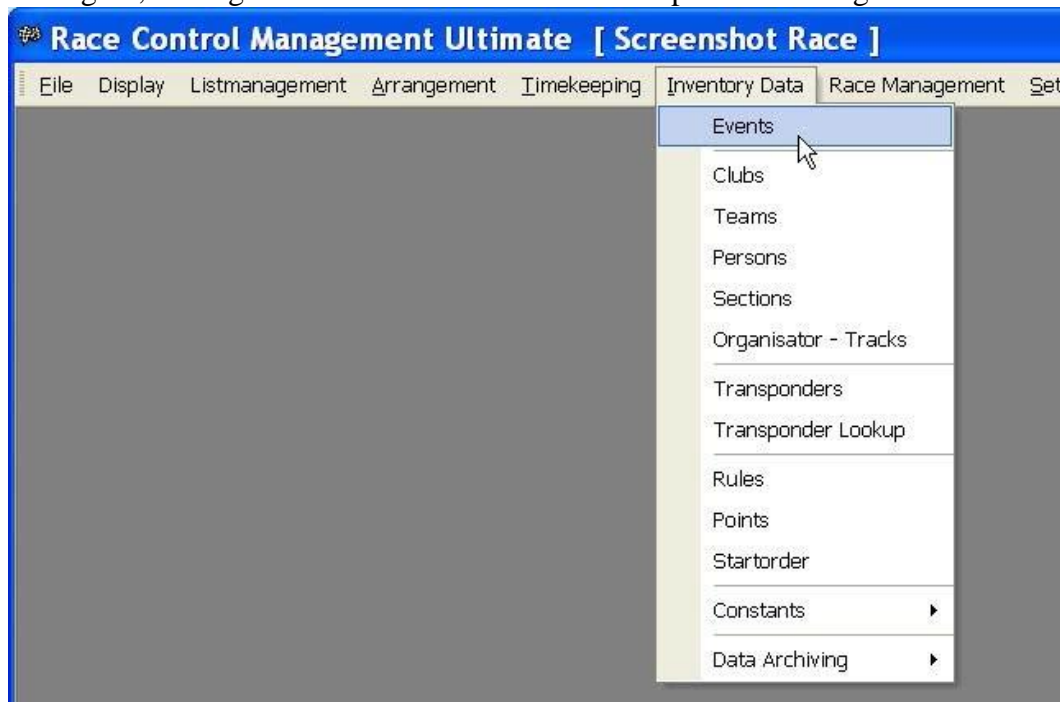 Race Control Management Ultimate [ Screenshot Race ]
File Display Listmanagement Arrangement Timekeeping Inventory Data Race Management Set
Events
Clubs
Teams
Persons
Sections
Organisator - Tracks
Transponders
Transponder Lookup
Rules
Points
Startorder
Constants
Data Archiving